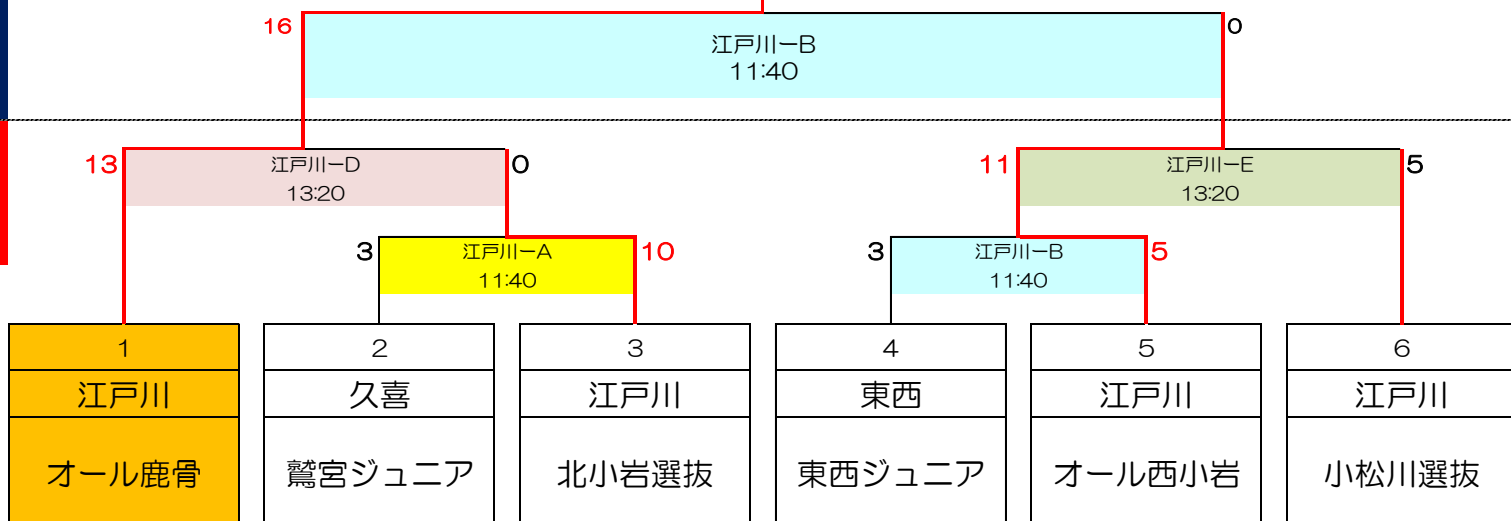 16
江戸川ーB
11:40
0
13
江戸川ーD
13:20
0
11
江戸川ーE
13:20
5
3
江戸川ーA
11:40
10
3
江戸川ーB
11:40
5
1
2
3
4
5
6
江戸川
久喜
江戸川
東西
江戸川
江戸川
オール鹿骨
鷲宮ジュニア
北小岩選抜
東西ジュニア
オール西小岩
小松川選抜